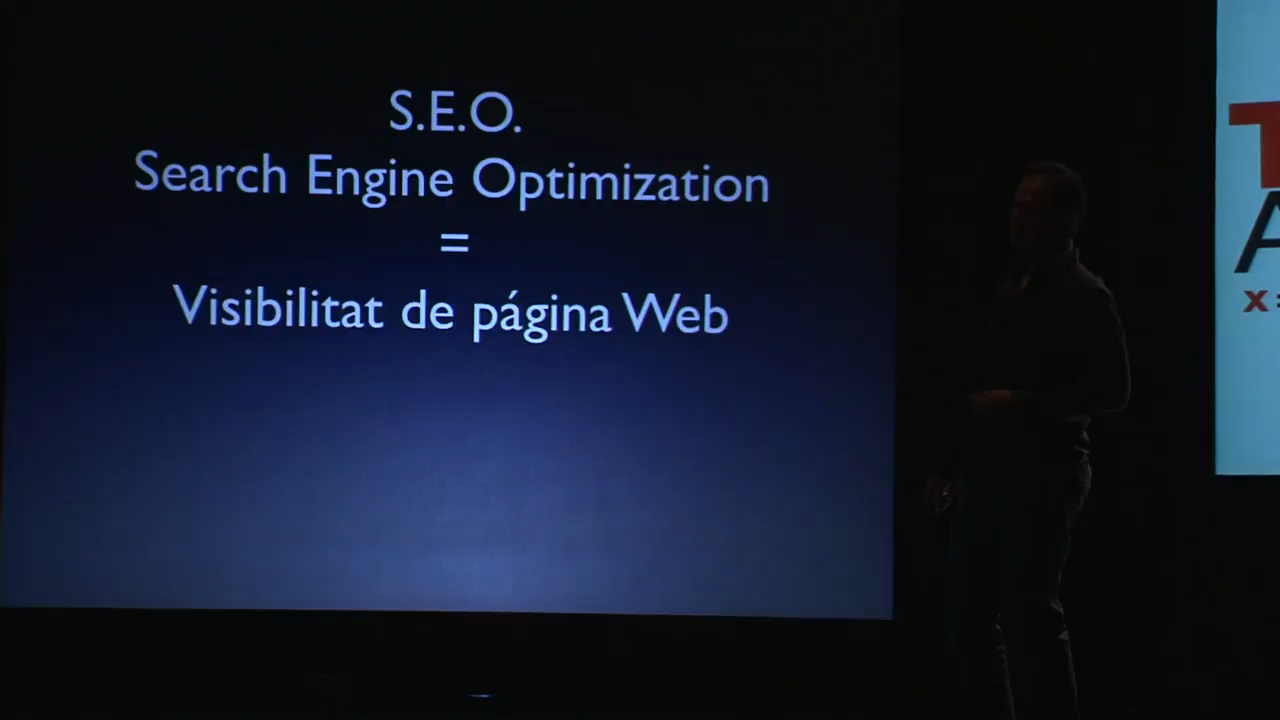 S.E.O.
Search Engine Optimization
=
Visibilitat de página Web